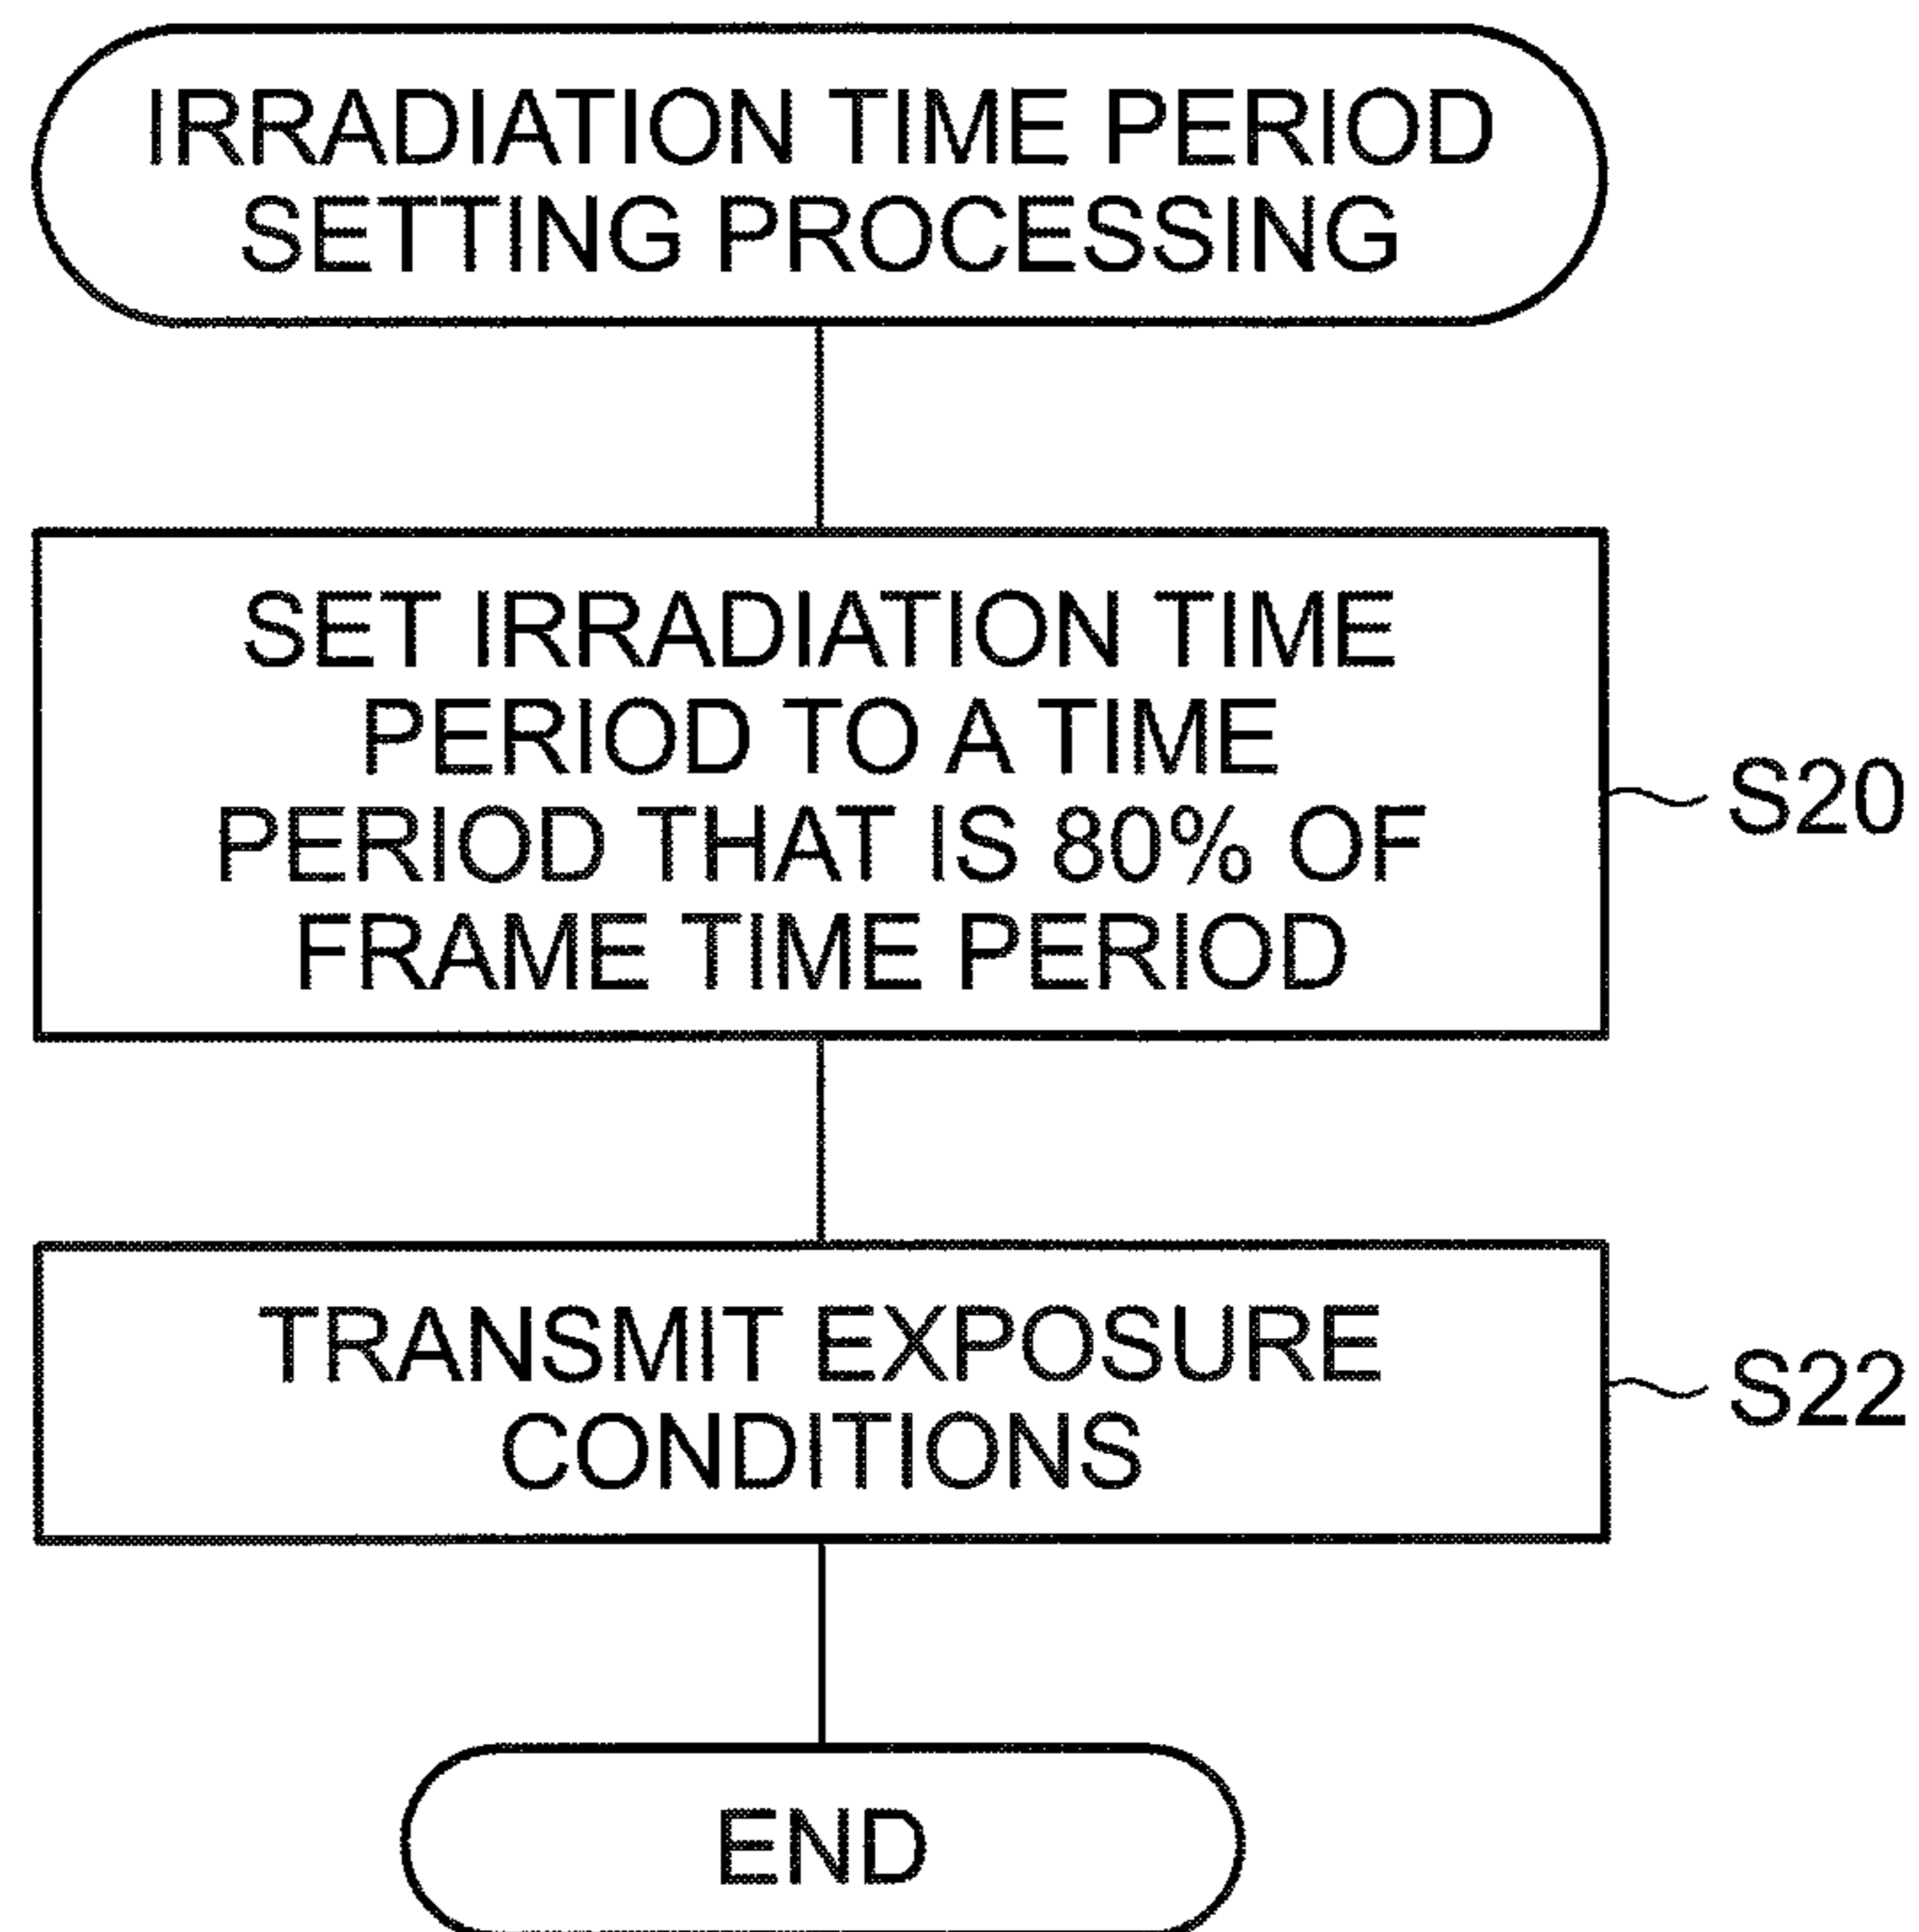 IRRADIATION TIME PERIOD
SETTING PROCESSING
SET IRRADIATION TIME
PERIOD TO A TIME
PERIOD THAT IS 80% OF
FRAME TIME PERIOD
S20
TRANSMIT EXPOSURE
CONDITIONS
S22
END